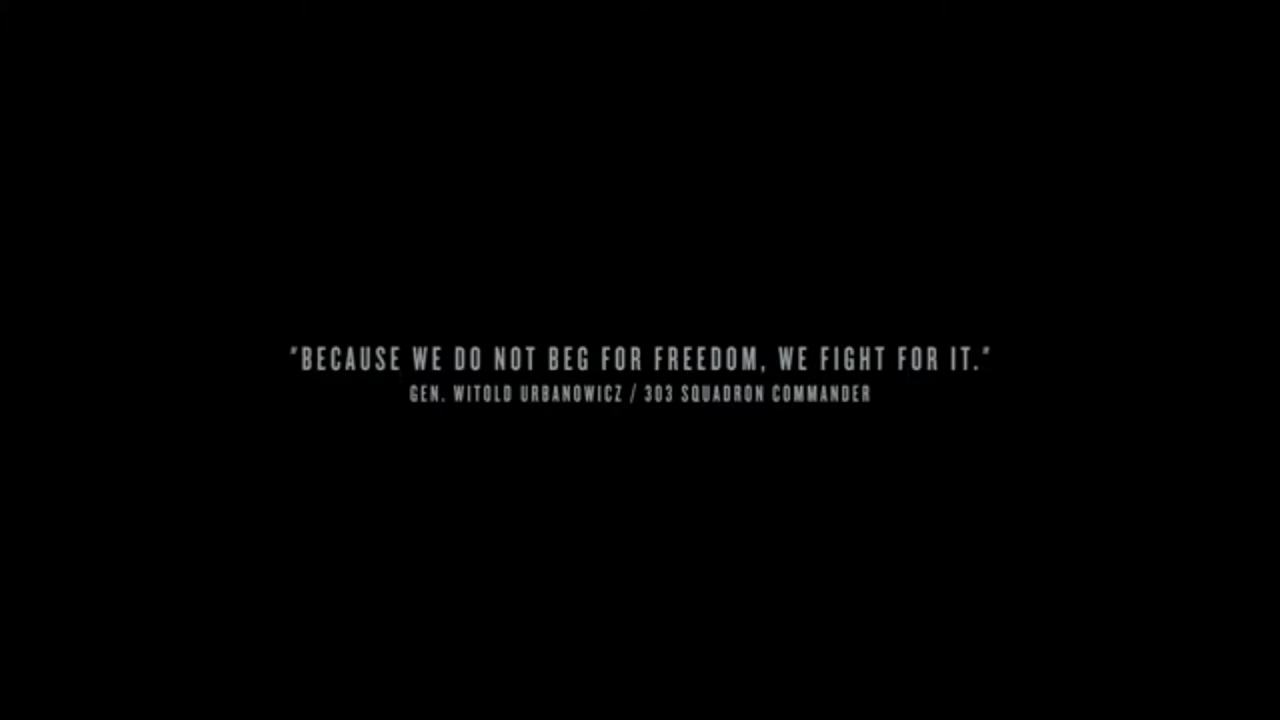 "BECAUSE WE DO NOT BEG FOR FREEDOM, WE FIGHT FOR IT."
GEN. WITOLD URBANOWICZ / 303 SQUADRON COMMANDER